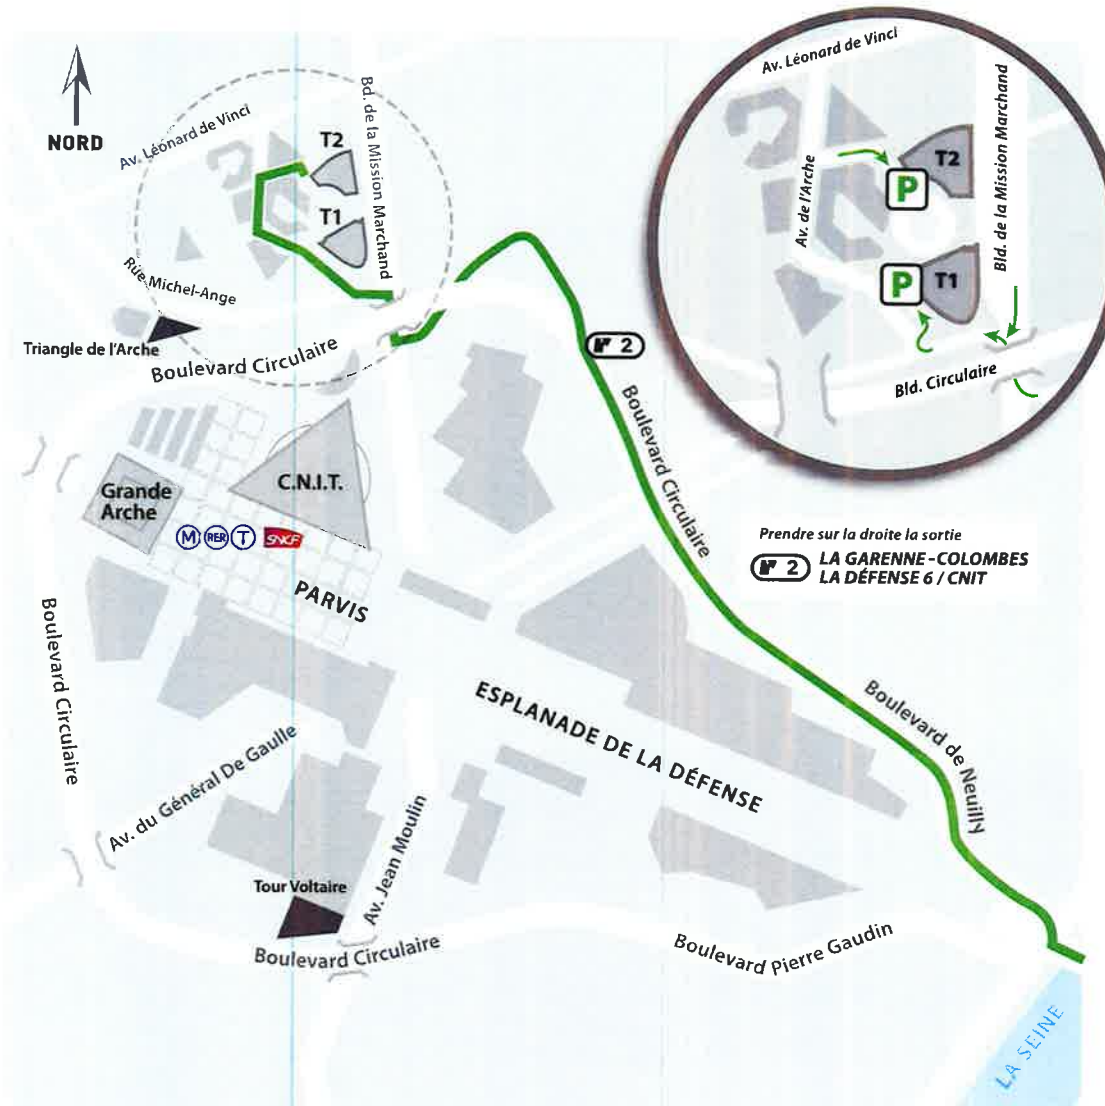 NORD
Av. Léonard de Vinci
Bd. de la Mission Marchand
T2
T1
Rue Michel-Ange
Triangle de l'Arche
Boulevard Circulaire
2
Boulevard Circulaire
Grande
Arche
C.N.I.T.
M RER T SNCF
PARVIS
Boulevard Circulaire
ESPLANADE DE LA DÉFENSE
Boulevard de Neuilly
Av. du Général De Gaulle
Av. Jean Moulin
Tour Voltaire
Boulevard Circulaire
Boulevard Pierre Gaudin
LA SEINE
Av. Léonard de Vinci
Bld. de la Mission Marchand
Av. de l'Arche
T2
P
P
T1
Bld. Circulaire
Prendre sur la droite la sortie
2 LA GARENNE-COLOMBES
LA DÉFENSE 6 / CNIT